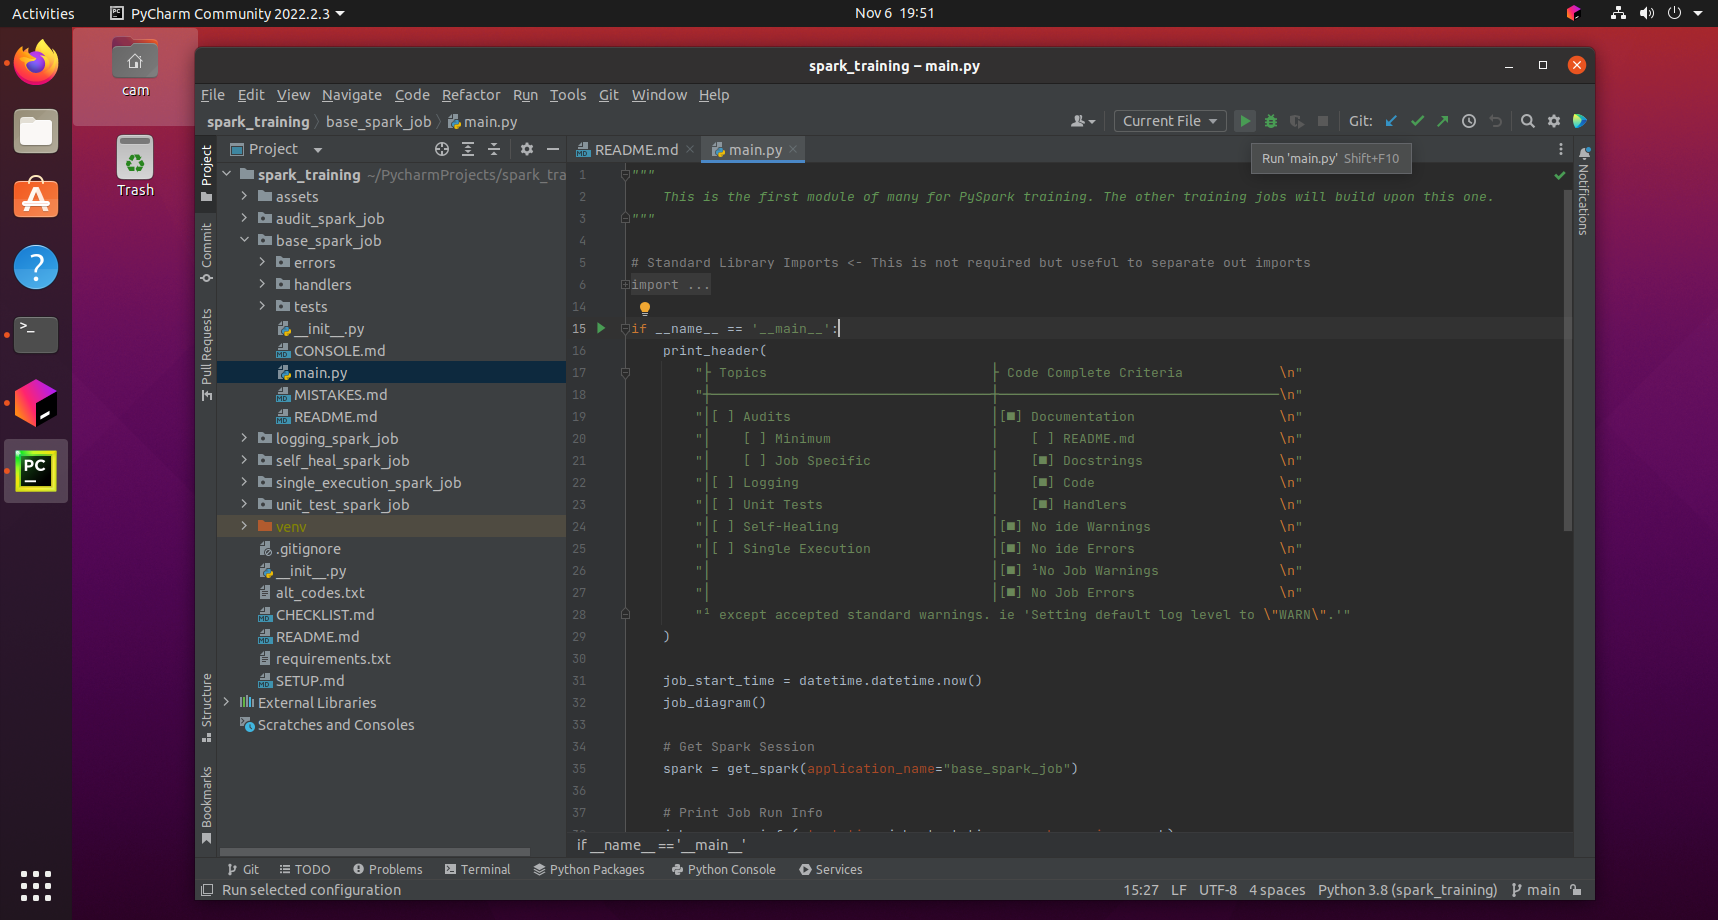 Activities
PyCharm Community 2022.2.3
Nov 6 19:51
cam
Trash
spark_training – main.py
File Edit View Navigate Code Refactor Run Tools Git Window Help
spark_training base_spark_job main.py
Current File
Git:
Project
README.md
main.py
Run 'main.py' Shift+F10
Project
Commit
Pull Requests
Structure
Bookmarks
Notifications
spark_training ~/PycharmProjects/spark_tra
assets
audit_spark_job
base_spark_job
errors
handlers
tests
__init__.py
CONSOLE.md
main.py
MISTAKES.md
README.md
logging_spark_job
self_heal_spark_job
single_execution_spark_job
unit_test_spark_job
venv
.gitignore
__init__.py
alt_codes.txt
CHECKLIST.md
README.md
requirements.txt
SETUP.md
External Libraries
Scratches and Consoles
1 """
2 This is the first module of many for PySpark training. The other training jobs will build upon this one.
3 """
4
5 # Standard Library Imports <- This is not required but useful to separate out imports
6 import ...
14
15 if __name__ == '__main__':
16 print_header(
17 "├ Topics ├ Code Complete Criteria \n"
18 "┼───────────────────────────────────┼───────────────────────────────────\n"
19 "│[ ] Audits │[■] Documentation \n"
20 "│ [ ] Minimum │ [ ] README.md \n"
21 "│ [ ] Job Specific │ [■] Docstrings \n"
22 "│[ ] Logging │ [■] Code \n"
23 "│[ ] Unit Tests │ [■] Handlers \n"
24 "│[ ] Self-Healing │[■] No ide Warnings \n"
25 "│[ ] Single Execution │[■] No ide Errors \n"
26 "│ │[■] ¹No Job Warnings \n"
27 "│ │[■] No Job Errors \n"
28 "¹ except accepted standard warnings. ie 'Setting default log level to \"WARN\".'"
29 )
30
31 job_start_time = datetime.datetime.now()
32 job_diagram()
33
34 # Get Spark Session
35 spark = get_spark(application_name="base_spark_job")
36
37 # Print Job Run Info
if __name__ == '__main__'
Git TODO Problems Terminal Python Packages Python Console Services
Run selected configuration
15:27 LF UTF-8 4 spaces Python 3.8 (spark_training) main